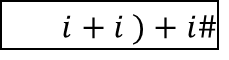 i + i ) + i#